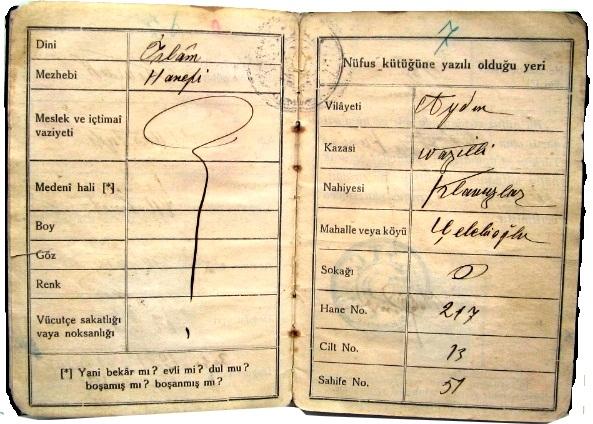 Dini İslâm
Mezhebi Hanefi
Meslek ve içtimaî
vaziyeti
Medenî hali [*]
Boy
Göz
Renk
Vücutçe sakatlığı
vaya noksanlığı
[*] Yani bekâr mı? evli mi? dul mu?
boşamış mı? boşanmış mı?
7
Nüfus kütüğüne yazılı olduğu yeri
Vilâyeti Aydın
Kazası Nazilli
Nahiyesi
Mahalle veya köyü
Sokağı 0
Hane No. 217
Cilt No. 13
Sahife No. 51